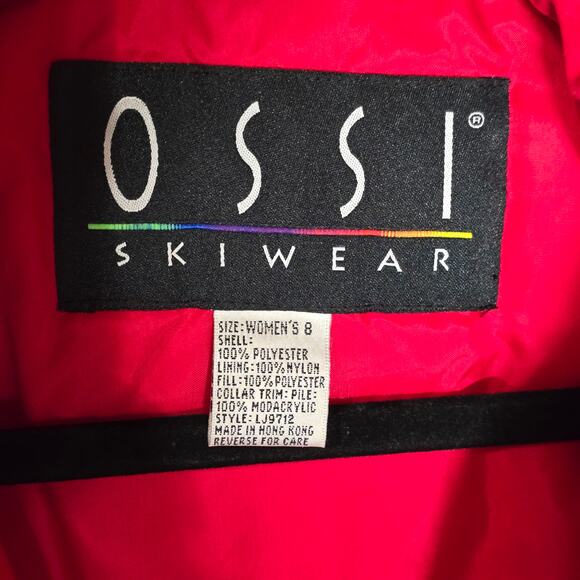 OSSI®
SKIWEAR
SIZE: WOMEN'S 8
SHELL:
100% POLYESTER
LINING: 100% NYLON
FILL: 100% POLYESTER
COLLAR TRIM: PILE:
100% MODACRYLIC
STYLE: LJ9712
MADE IN HONG KONG
REVERSE FOR CARE